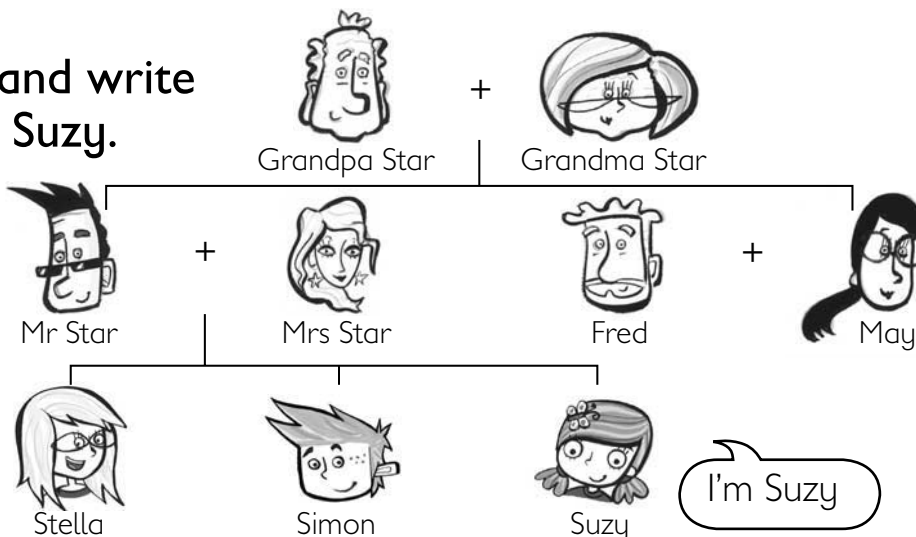 and write
Suzy.
+
Grandpa Star
Grandma Star
+
+
Mr Star
Mrs Star
Fred
May
Stella
Simon
Suzy
I'm Suzy